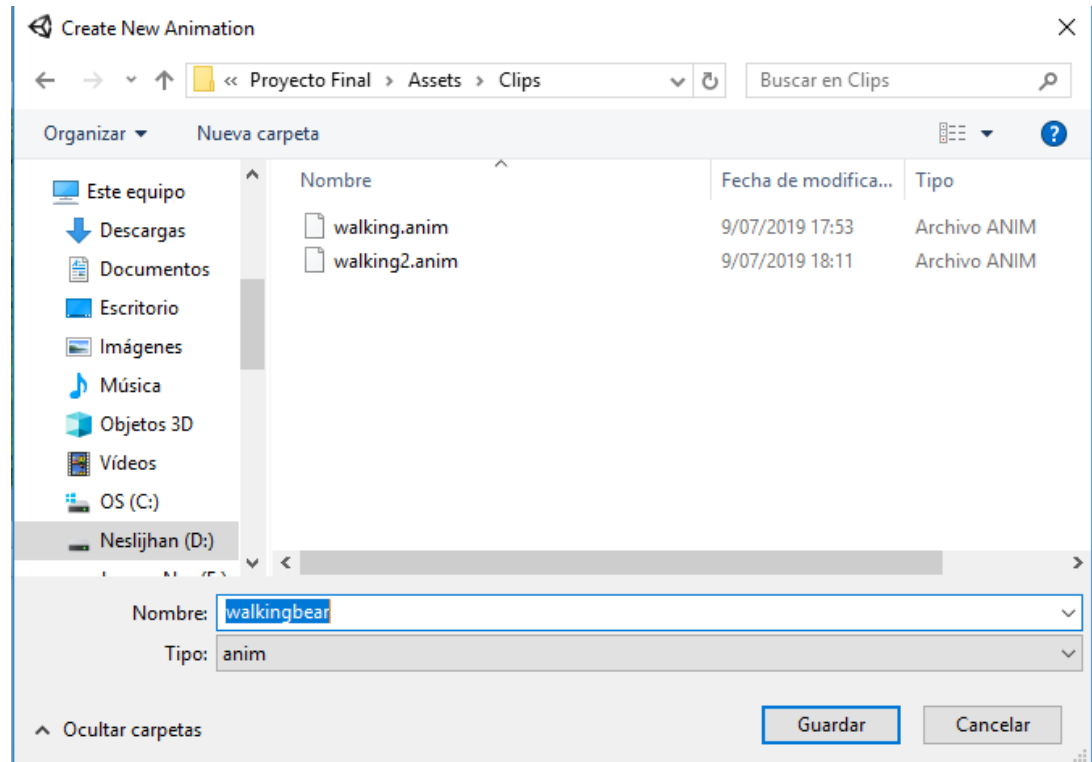 Create New Animation
« Proyecto Final > Assets > Clips Buscar en Clips
Organizar Nueva carpeta ?
Nombre Fecha de modifica... Tipo
walking.anim 9/07/2019 17:53 Archivo ANIM
walking2.anim 9/07/2019 18:11 Archivo ANIM
Este equipo
Descargas
Documentos
Escritorio
Imágenes
Música
Objetos 3D
Vídeos
OS (C:)
Neslijhan (D:)
Nombre: walkingbear
Tipo: anim
Ocultar carpetas Guardar Cancelar